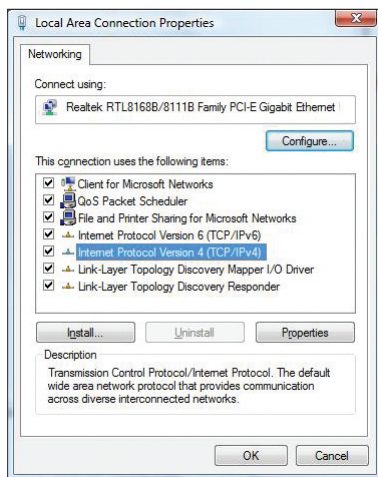 Local Area Connection Properties
Networking
Connect using:
Realtek RTL8168B/8111B Family PCI-E Gigabit Ethernet
Configure...
This connection uses the following items:
Client for Microsoft Networks
QoS Packet Scheduler
File and Printer Sharing for Microsoft Networks
Internet Protocol Version 6 (TCP/IPv6)
Internet Protocol Version 4 (TCP/IPv4)
Link-Layer Topology Discovery Mapper I/O Driver
Link-Layer Topology Discovery Responder
Install... Uninstall Properties
Description
Transmission Control Protocol/Internet Protocol. The default
wide area network protocol that provides communication
across diverse interconnected networks.
OK Cancel